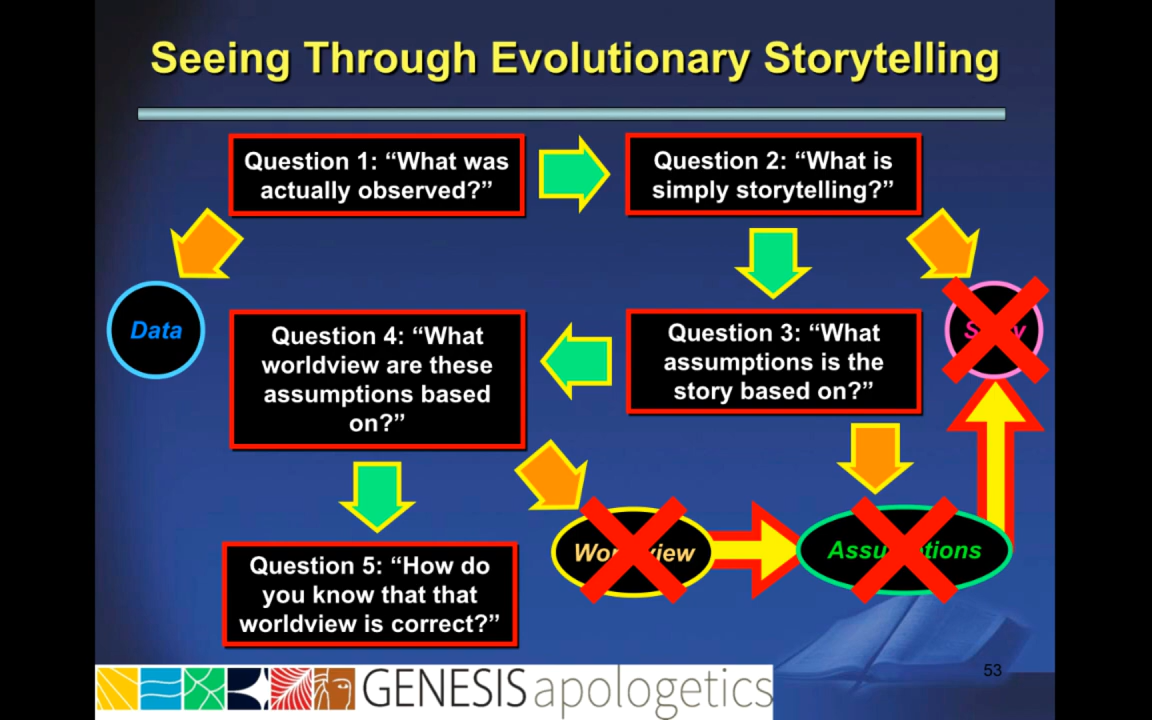 Seeing Through Evolutionary Storytelling
Question 1: “What was
actually observed?”
Question 2: “What is
simply storytelling?”
Data
Question 4: “What
worldview are these
assumptions based
on?”
Question 3: “What
assumptions is the
story based on?”
Question 5: “How do
you know that that
worldview is correct?”
Worldview
Assumptions
53
GENESIS apologetics